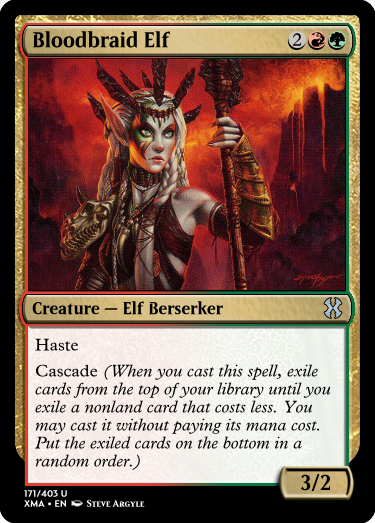 Bloodbraid Elf 2
Creature — Elf Berserker
Haste
Cascade (When you cast this spell, exile
cards from the top of your library until you
exile a nonland card that costs less. You
may cast it without paying its mana cost.
Put the exiled cards on the bottom in a
random order.)
3/2
171/403 U
XMA • EN Steve Argyle